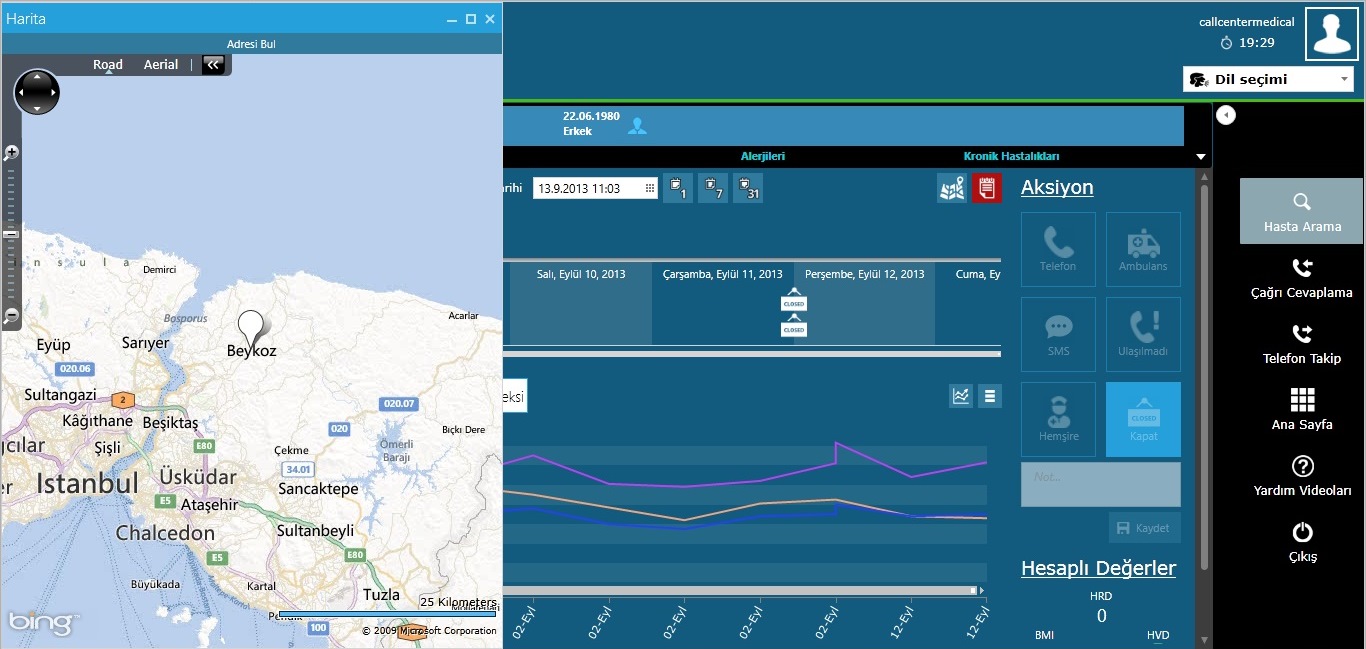 Harita
Adresi Bul
Road Aerial
callcentermedical
19:29
Dil seçimi
22.06.1980
Erkek
Alerjileri Kronik Hastalıkları
rihi 13.9.2013 11:03 1 7 31
Aksiyon
Telefon Ambulans
SMS Ulaşılmadı
Hemşire CLOSED Kapat
Not...
Kaydet
Hesaplı Değerler
HRD
0
BMI HVD
Salı, Eylül 10, 2013 Çarşamba, Eylül 11, 2013 Perşembe, Eylül 12, 2013 Cuma, Ey
CLOSED
CLOSED
eksi
02-Eyl 02-Eyl 02-Eyl 02-Eyl 02-Eyl 12-Eyl 12-Eyl
Hasta Arama
Çağrı Cevaplama
Telefon Takip
Ana Sayfa
Yardım Videoları
Çıkış
insula
Demirci
Bosporus
Acarlar
Eyüp Sarıyer
Beykoz
020.06
Sultangazi 2
020.07
Kâğıthane Beşiktaş
020
Bıçkı Dere
ıcılar Şişli E80
Ömerli
Barajı
Çekme
34.01
er Istanbul Üsküdar
Sancaktepe
E5 Ataşehir
Chalcedon Sultanbeyli
E5 E80
Büyükada Kartal
Tuzla
25 Kilometers
Pendik
100
bing
© 2009 Microsoft Corporation